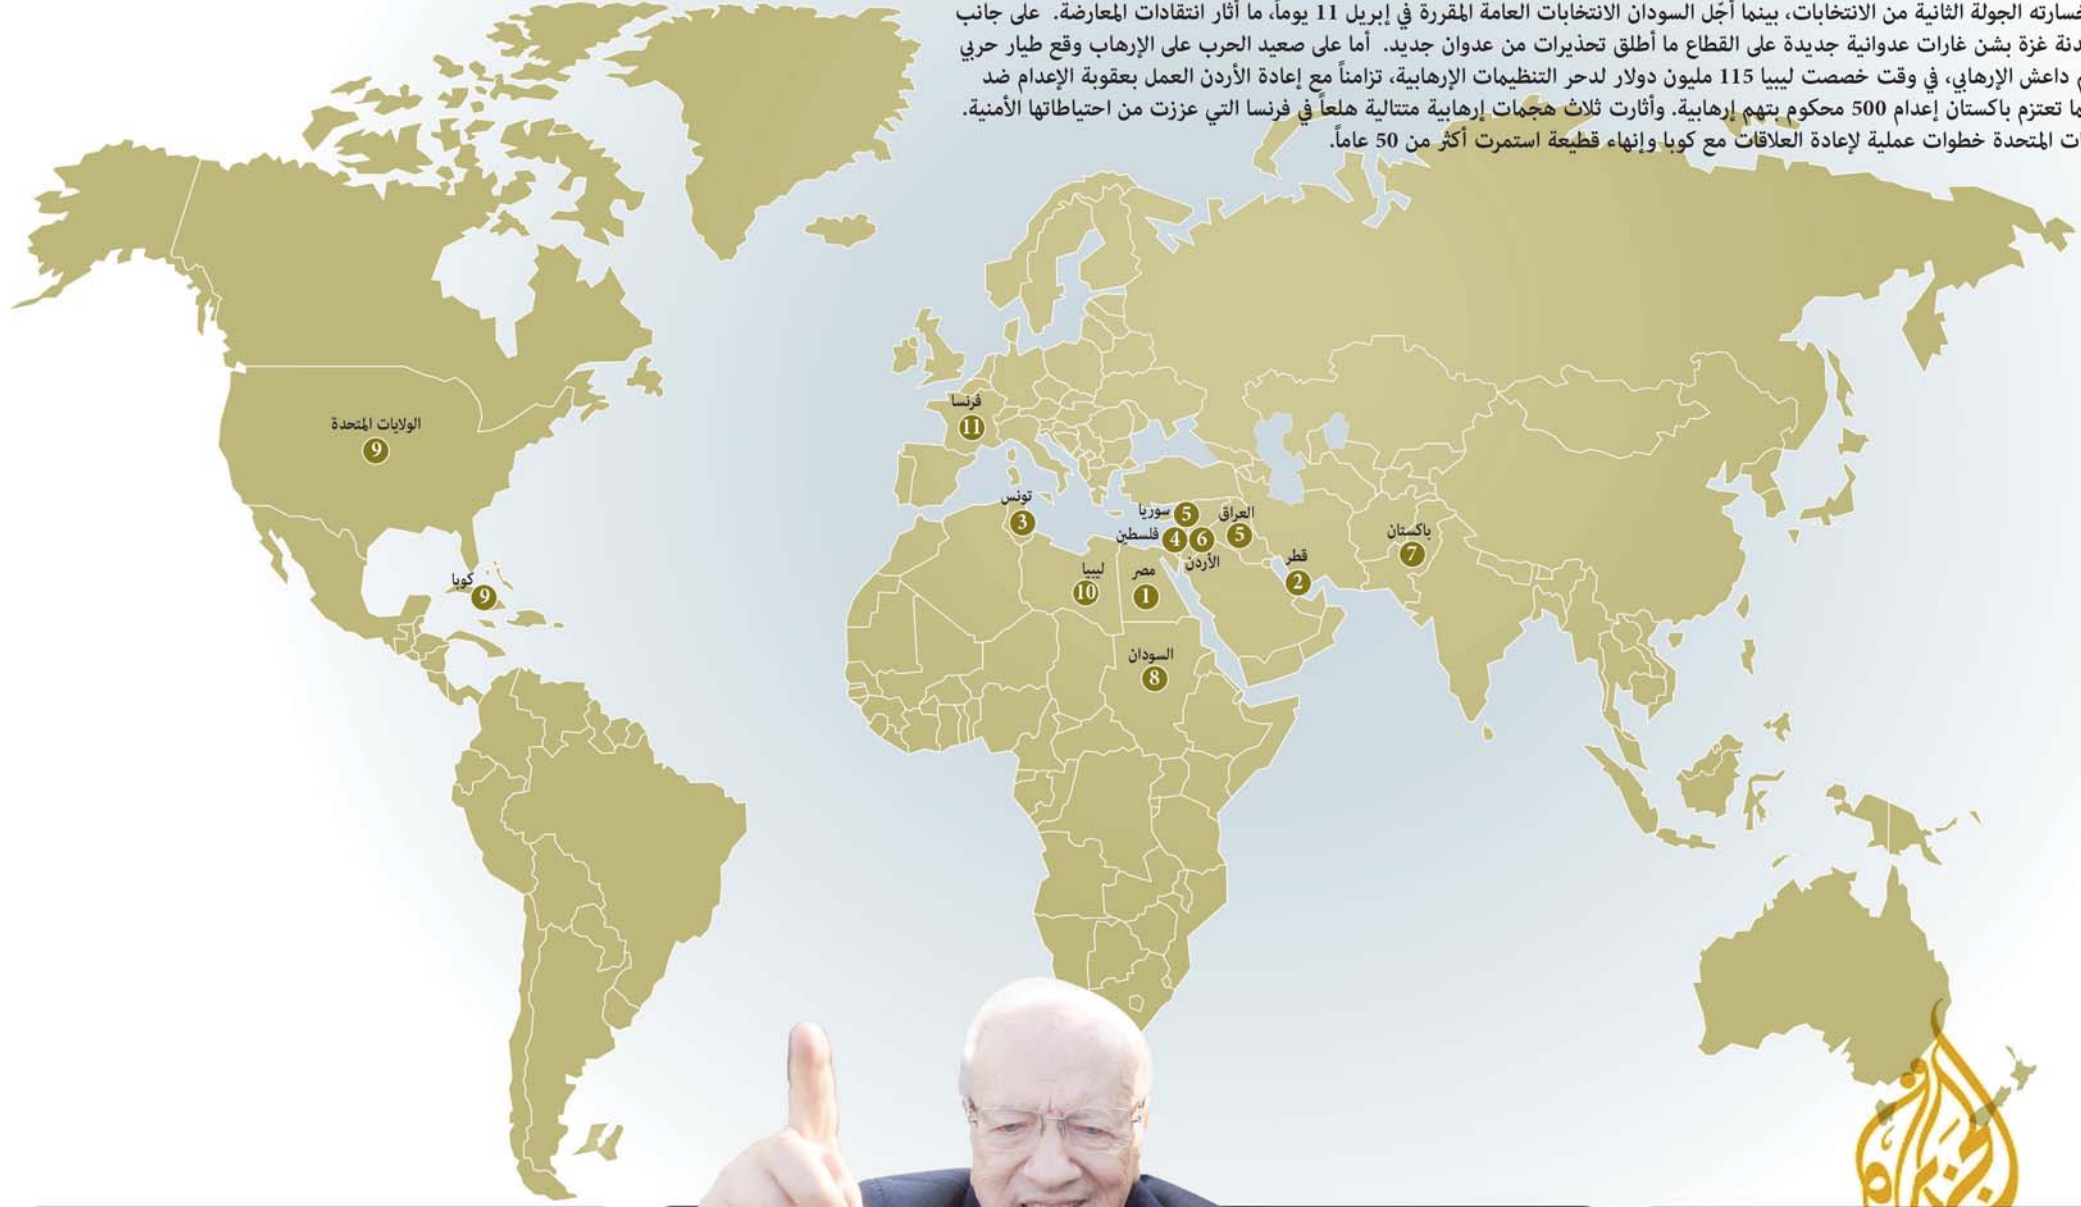 خسارته الجولة الثانية من الانتخابات، بينما أجّل السودان الانتخابات العامة المقررة في إبريل 11 يوماً، ما أثار انتقادات المعارضة. على جانب
غزة بشن غارات عدوانية جديدة على القطاع ما أطلق تحذيرات من عدوان جديد. أما على صعيد الحرب على الإرهاب وقع طيار حربي
داعش الإرهابي، في وقت خصصت ليبيا 115 مليون دولار لدحر التنظيمات الإرهابية، تزامناً مع إعادة الأردن العمل بعقوبة الإعدام ضد
تعتزم باكستان إعدام 500 محكوم بتهم إرهابية. وأثارت ثلاث هجمات إرهابية متتالية هلعاً في فرنسا التي عززت من احتياطاتها الأمنية.
المتحدة خطوات عملية لإعادة العلاقات مع كوبا وإنهاء قطيعة استمرت أكثر من 50 عاماً.
فرنسا
11
الولايات المتحدة
9
تونس
3
سوريا 5
العراق
5
فلسطين 4
6
الأردن
باكستان
7
قطر
2
كوبا
9
ليبيا
10
مصر
1
السودان
8
الجزيرة